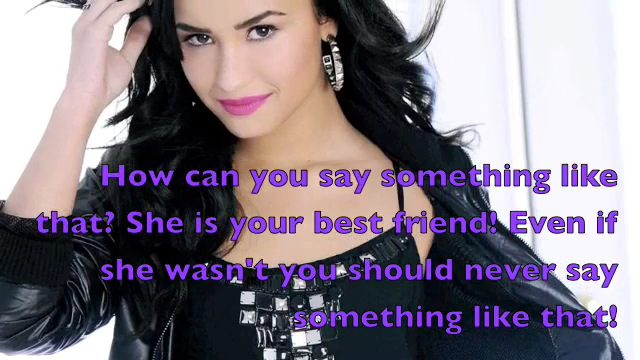 How can you say something like
that? She is your best friend! Even if
she wasn't you should never say
something like that!